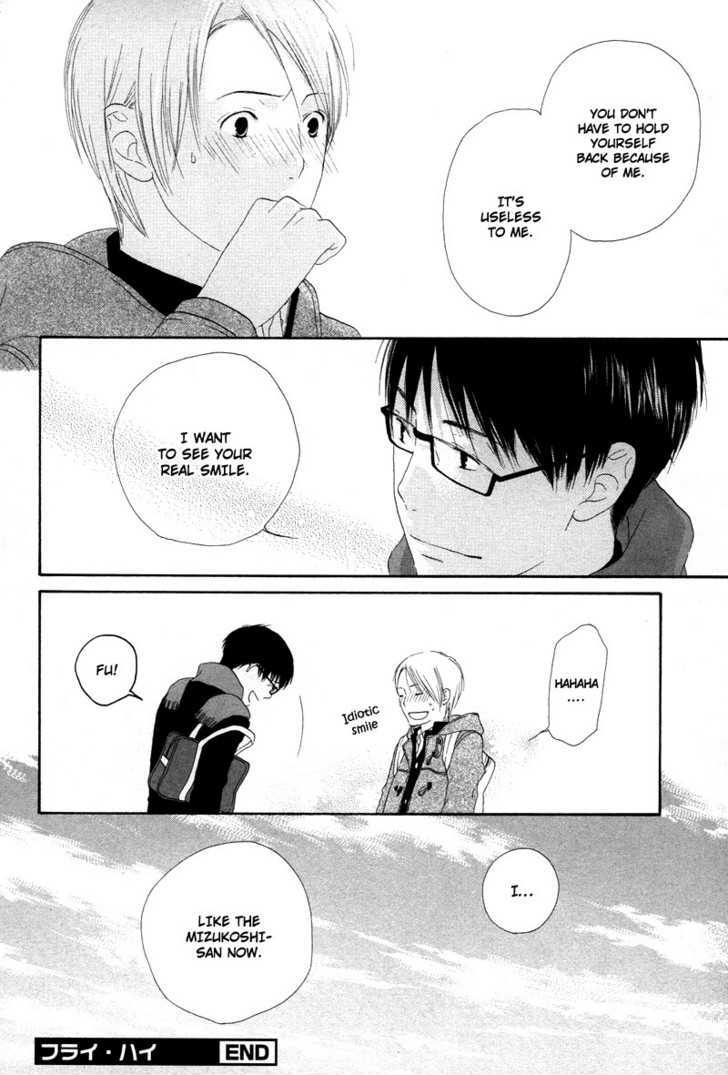 YOU DON'T
HAVE TO HOLD
YOURSELF
BACK BECAUSE
OF ME.
IT'S
USELESS
TO ME.
I WANT
TO SEE YOUR
REAL SMILE.
HAHAHA
....
Idiotic
smile
FU!
I...
LIKE THE
MIZUKOSHI-
SAN NOW.
フライ・ハイ END